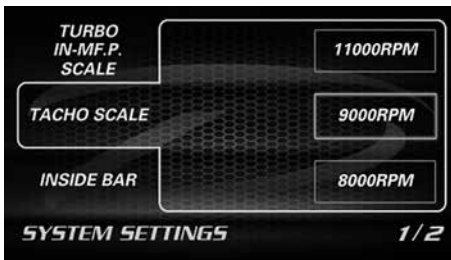 TURBO
IN-MF.P.
SCALE
11000RPM
TACHO SCALE
9000RPM
INSIDE BAR
8000RPM
SYSTEM SETTINGS
1/2